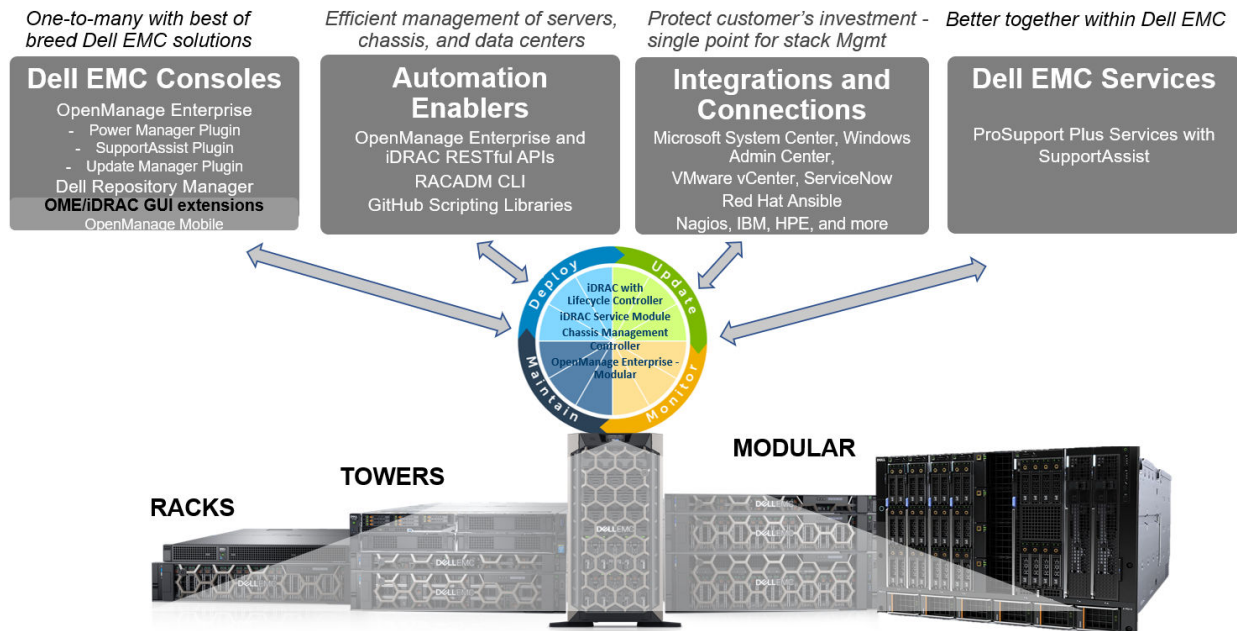 One-to-many with best of
breed Dell EMC solutions
Efficient management of servers,
chassis, and data centers
Protect customer's investment -
single point for stack Mgmt
Better together within Dell EMC
Dell EMC Consoles
OpenManage Enterprise
- Power Manager Plugin
- SupportAssist Plugin
- Update Manager Plugin
Dell Repository Manager
OME/iDRAC GUI extensions
OpenManage Mobile
Automation
Enablers
OpenManage Enterprise and
iDRAC RESTful APIs
RACADM CLI
GitHub Scripting Libraries
Integrations and
Connections
Microsoft System Center, Windows
Admin Center,
VMware vCenter, ServiceNow
Red Hat Ansible
Nagios, IBM, HPE, and more
Dell EMC Services
ProSupport Plus Services with
SupportAssist
Deploy
Update
iDRAC with
Lifecycle Controller
iDRAC Service Module
Chassis Management
Controller
OpenManage Enterprise -
Modular
Maintain
Monitor
MODULAR
TOWERS
RACKS
DELLEMC
DELLEMC
DELLEMC
DELLEMC
DELLEMC
DELLEMC